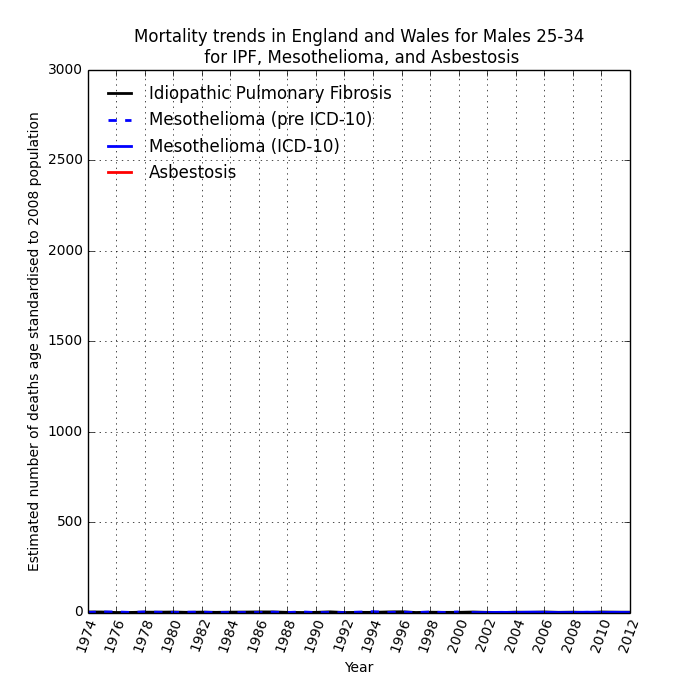 Mortality trends in England and Wales for Males 25-34
for IPF, Mesothelioma, and Asbestosis
3000
2500
2000
1500
1000
500
0
Estimated number of deaths age standardised to 2008 population
Idiopathic Pulmonary Fibrosis
Mesothelioma (pre ICD-10)
Mesothelioma (ICD-10)
Asbestosis
1974 1976 1978 1980 1982 1984 1986 1988 1990 1992 1994 1996 1998 2000 2002 2004 2006 2008 2010 2012
Year